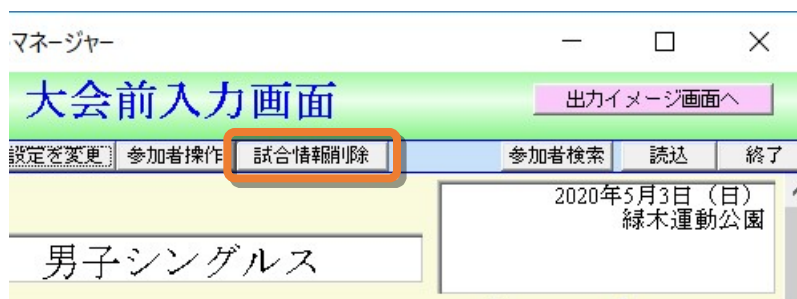 マネージャー
大会前入力画面
出力イメージ画面へ
設定を変更 参加者操作 試合情報削除 参加者検索 読込 終了
2020年5月3日（日）
緑木運動公園
男子シングルス